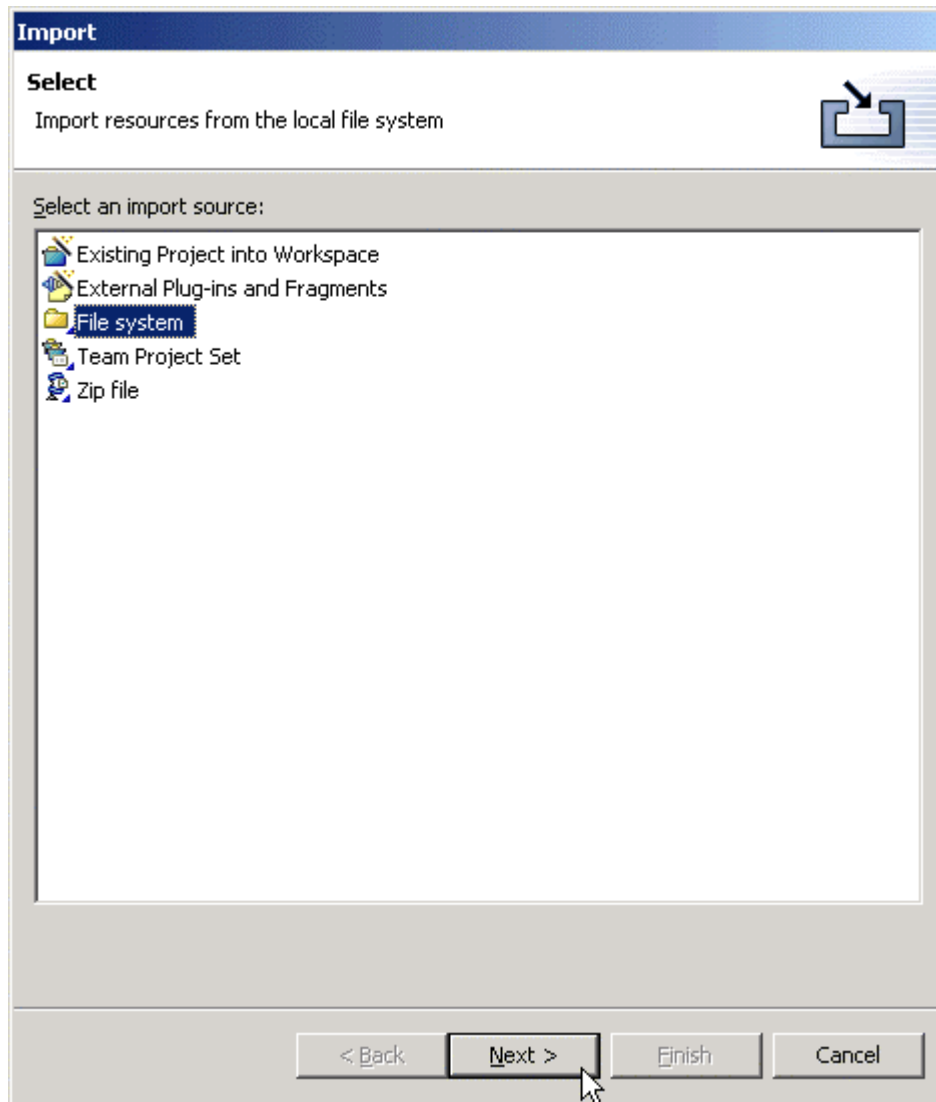 Import
Select
Import resources from the local file system
Select an import source:
Existing Project into Workspace
External Plug-ins and Fragments
File system
Team Project Set
Zip file
< Back
Next >
Finish
Cancel